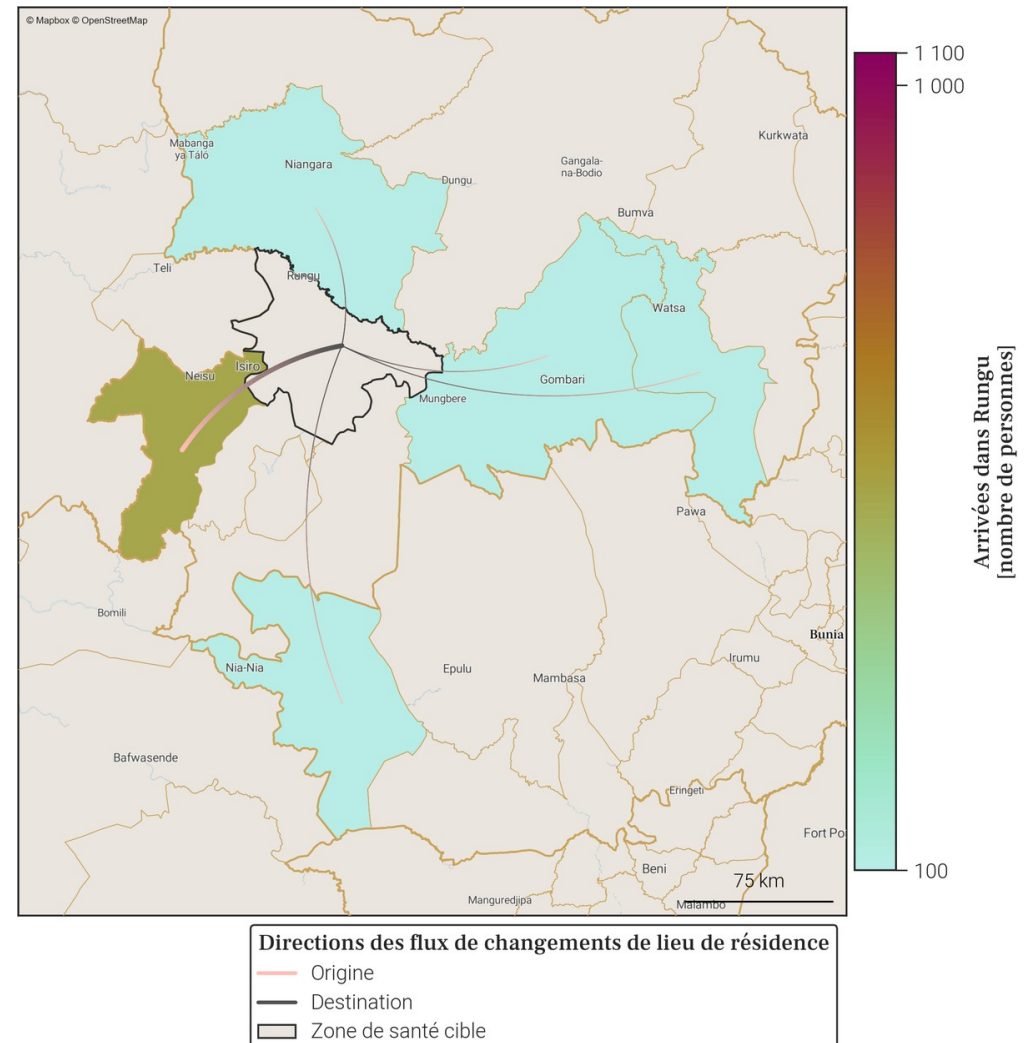 © Mapbox © OpenStreetMap
1 100
1 000
Kurkwata
Mabanga
ya Táló
Niangara
Gangala-
na-Bodio
Dungu
Bumva
Teli
Rungu
Watsa
Isiro
Neisu
Gombari
Mungbere
Arrivées dans Rungu
[nombre de personnes]
Pawa
Bomili
Bunia
Nia-Nia
Epulu
Mambasa
Irumu
Bafwasende
Eringeti
Fort Po
Beni
100
75 km
Manguredjipa
Malambo
Directions des flux de changements de lieu de résidence
Origine
Destination
Zone de santé cible